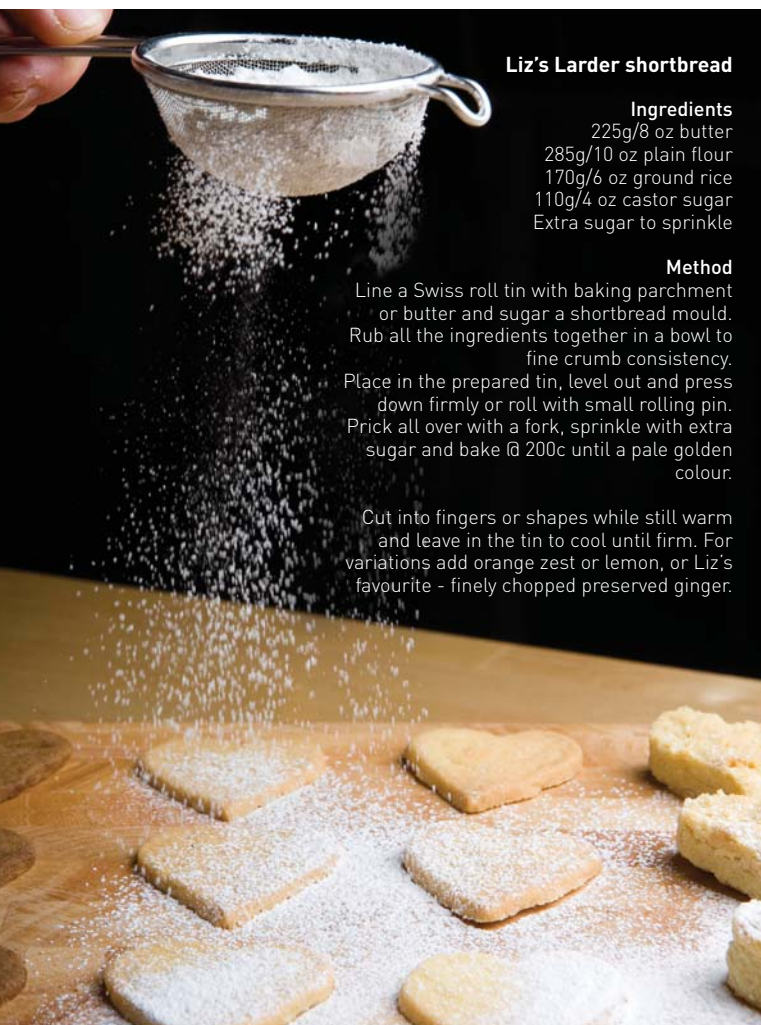 Liz's Larder shortbread
Ingredients
225g/8 oz butter
285g/10 oz plain flour
170g/6 oz ground rice
110g/4 oz castor sugar
Extra sugar to sprinkle
Method
Line a Swiss roll tin with baking parchment
or butter and sugar a shortbread mould.
Rub all the ingredients together in a bowl to
fine crumb consistency.
Place in the prepared tin, level out and press
down firmly or roll with small rolling pin.
Prick all over with a fork, sprinkle with extra
sugar and bake @ 200c until a pale golden
colour.
Cut into fingers or shapes while still warm
and leave in the tin to cool until firm. For
variations add orange zest or lemon, or Liz's
favourite - finely chopped preserved ginger.